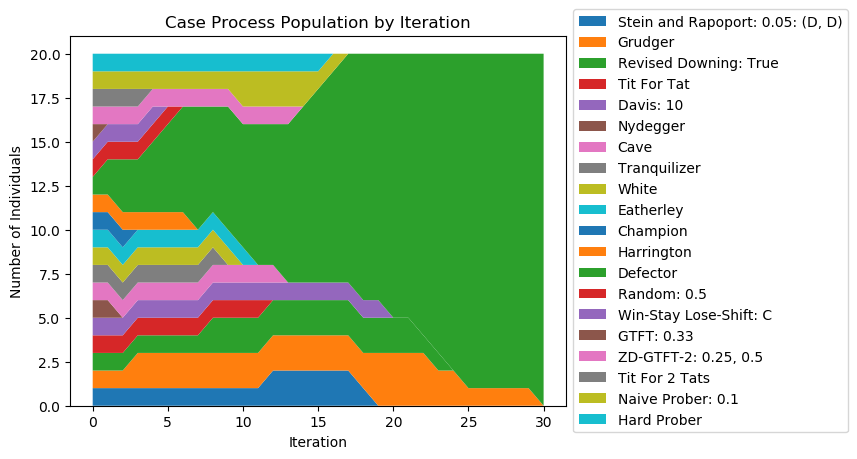 Case Process Population by Iteration
Number of Individuals
20.0
17.5
15.0
12.5
10.0
7.5
5.0
2.5
0.0
0 5 10 15 20 25 30
Iteration
Stein and Rapoport: 0.05: (D, D)
Grudger
Revised Downing: True
Tit For Tat
Davis: 10
Nydegger
Cave
Tranquilizer
White
Eatherley
Champion
Harrington
Defector
Random: 0.5
Win-Stay Lose-Shift: C
GTFT: 0.33
ZD-GTFT-2: 0.25, 0.5
Tit For 2 Tats
Naive Prober: 0.1
Hard Prober